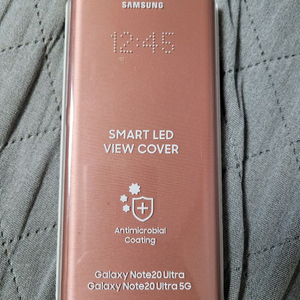 SAMSUNG
12:45
SMART LED
VIEW COVER
Antimicrobial
Coating
Galaxy Note20 Ultra
Galaxy Note20 Ultra 5G